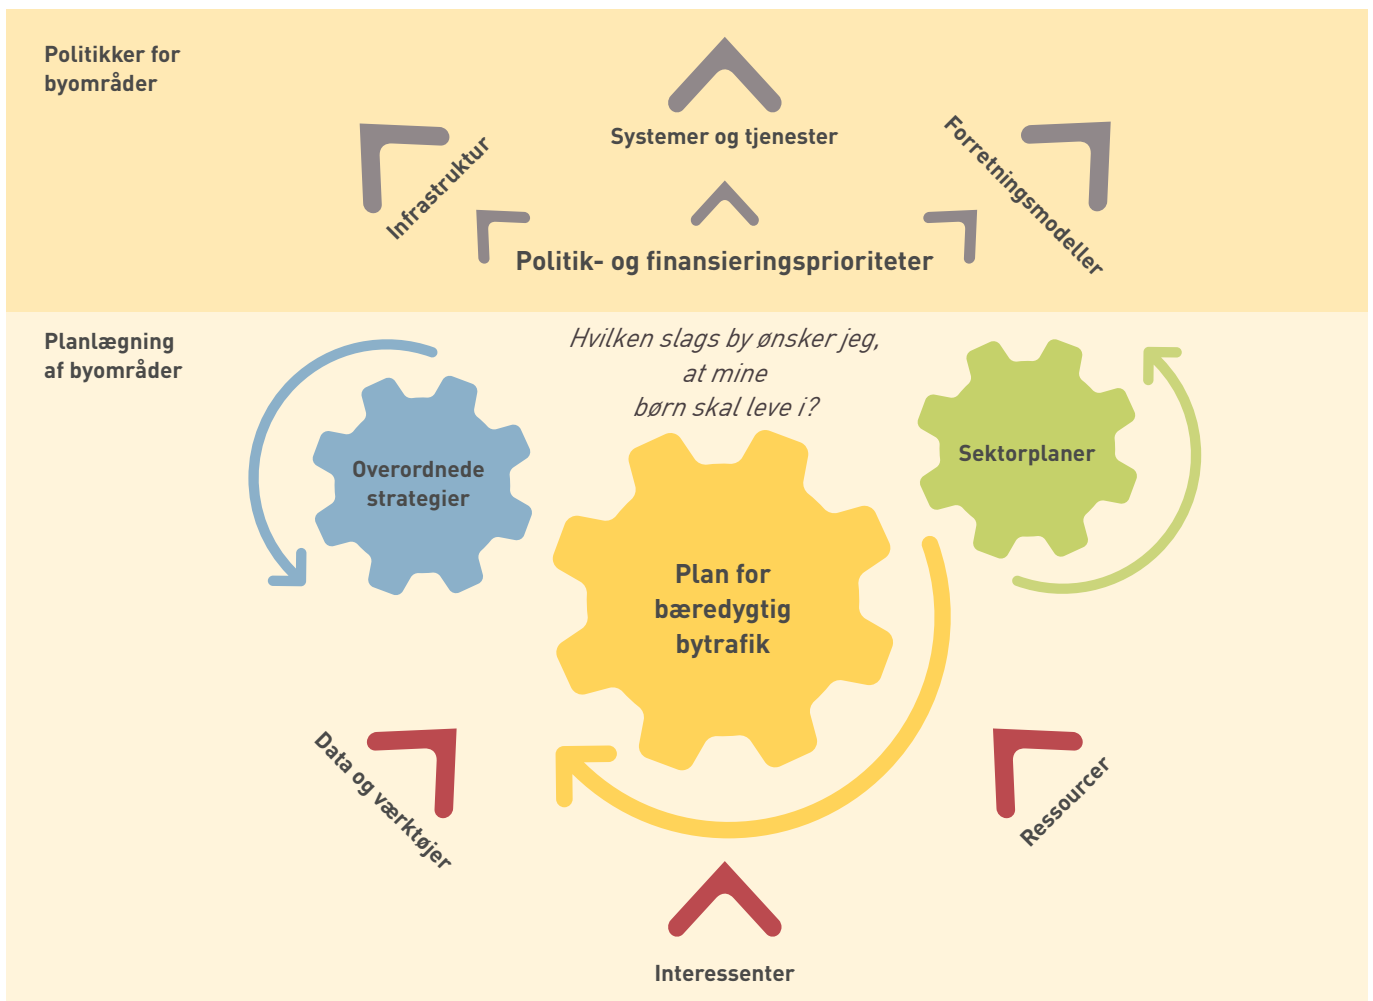 Politikker for
byområder
Systemer og tjenester
Infrastruktur
Forretningsmodeller
Politik- og finansieringsprioriteter
Planlægning
af byområder
Hvilken slags by ønsker jeg,
at mine
børn skal leve i?
Overordnede
strategier
Sektorplaner
Plan for
bæredygtig
bytrafik
Data og værktøjer
Ressourcer
Interessenter